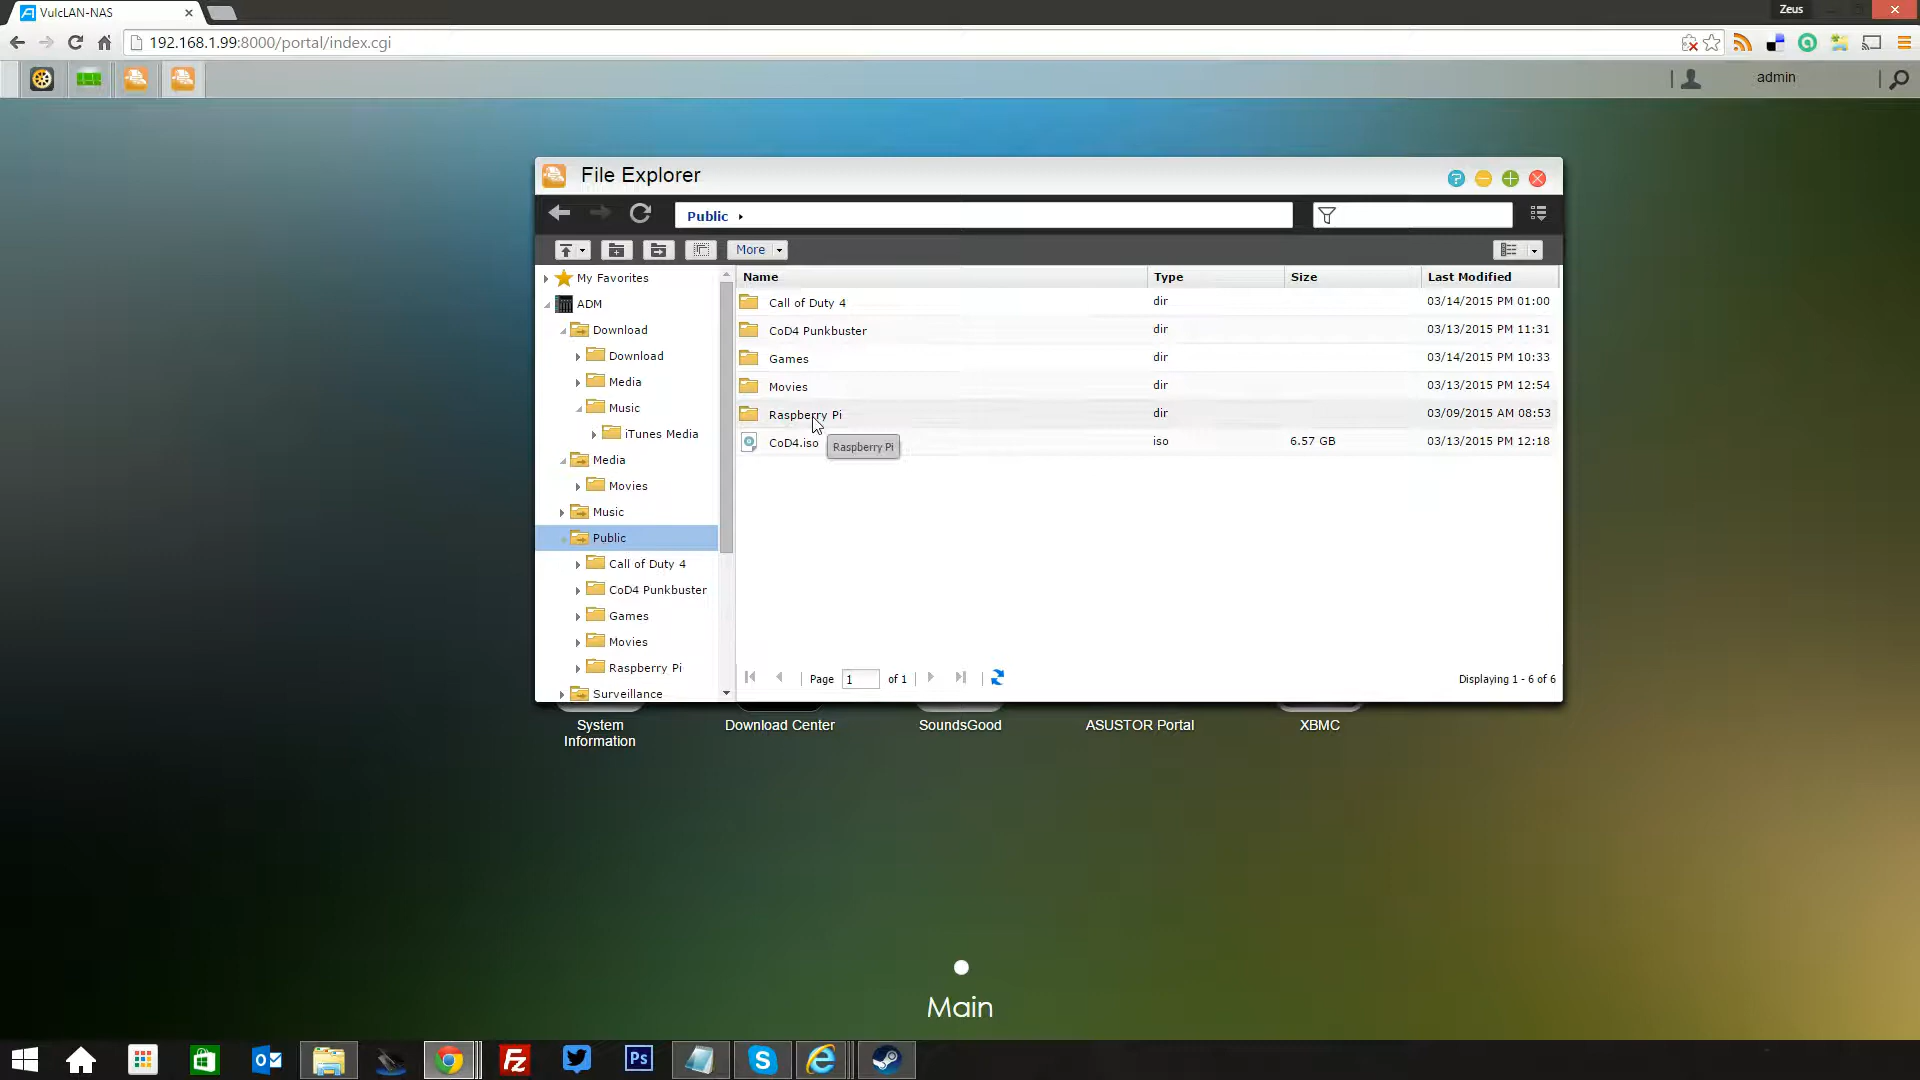 VulcLAN-NAS
Zeus
192.168.1.99:8000/portal/index.cgi
admin
File Explorer
Public
More
My Favorites
ADM
Download
Download
Media
Music
iTunes Media
Media
Movies
Music
Public
Call of Duty 4
CoD4 Punkbuster
Games
Movies
Raspberry Pi
Surveillance
Name Type Size Last Modified
Call of Duty 4 dir 03/14/2015 PM 01:00
CoD4 Punkbuster dir 03/13/2015 PM 11:31
Games dir 03/14/2015 PM 10:33
Movies dir 03/13/2015 PM 12:54
Raspberry Pi dir 03/09/2015 AM 08:53
CoD4.iso iso 6.57 GB 03/13/2015 PM 12:18
Raspberry Pi
Page 1 of 1
Displaying 1 - 6 of 6
System Information
Download Center
SoundsGood
ASUSTOR Portal
XBMC
Main
Ps